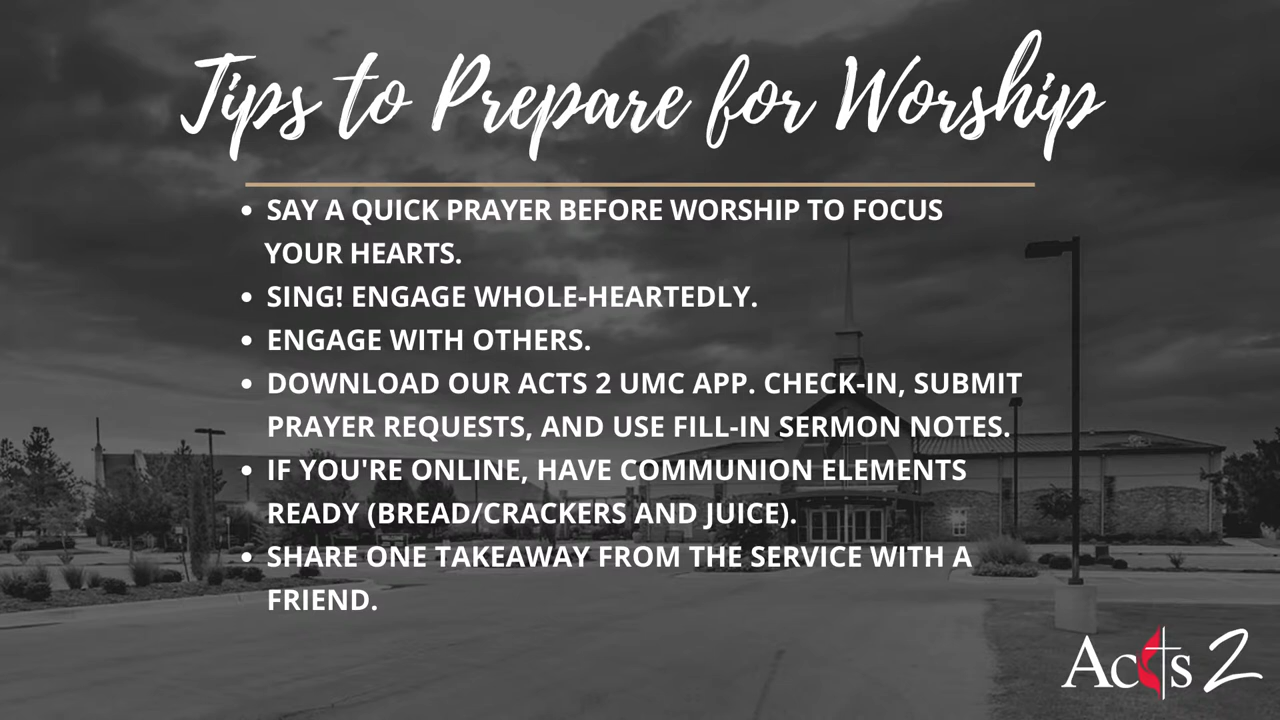 Tips to Prepare for Worship
• SAY A QUICK PRAYER BEFORE WORSHIP TO FOCUS
YOUR HEARTS.
• SING! ENGAGE WHOLE-HEARTEDLY.
• ENGAGE WITH OTHERS.
• DOWNLOAD OUR ACTS 2 UMC APP. CHECK-IN, SUBMIT
PRAYER REQUESTS, AND USE FILL-IN SERMON NOTES.
• IF YOU'RE ONLINE, HAVE COMMUNION ELEMENTS
READY (BREAD/CRACKERS AND JUICE).
• SHARE ONE TAKEAWAY FROM THE SERVICE WITH A
FRIEND.
Acts 2